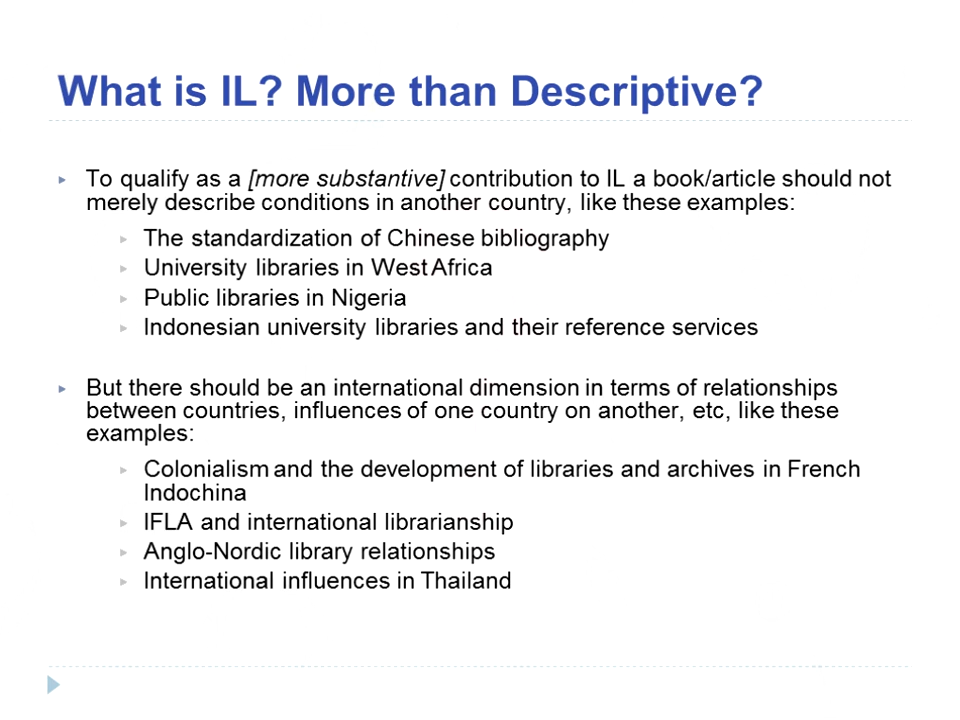 What is IL? More than Descriptive?
To qualify as a [more substantive] contribution to IL a book/article should not
merely describe conditions in another country, like these examples:
The standardization of Chinese bibliography
University libraries in West Africa
Public libraries in Nigeria
Indonesian university libraries and their reference services
But there should be an international dimension in terms of relationships
between countries, influences of one country on another, etc, like these
examples:
Colonialism and the development of libraries and archives in French
Indochina
IFLA and international librarianship
Anglo-Nordic library relationships
International influences in Thailand